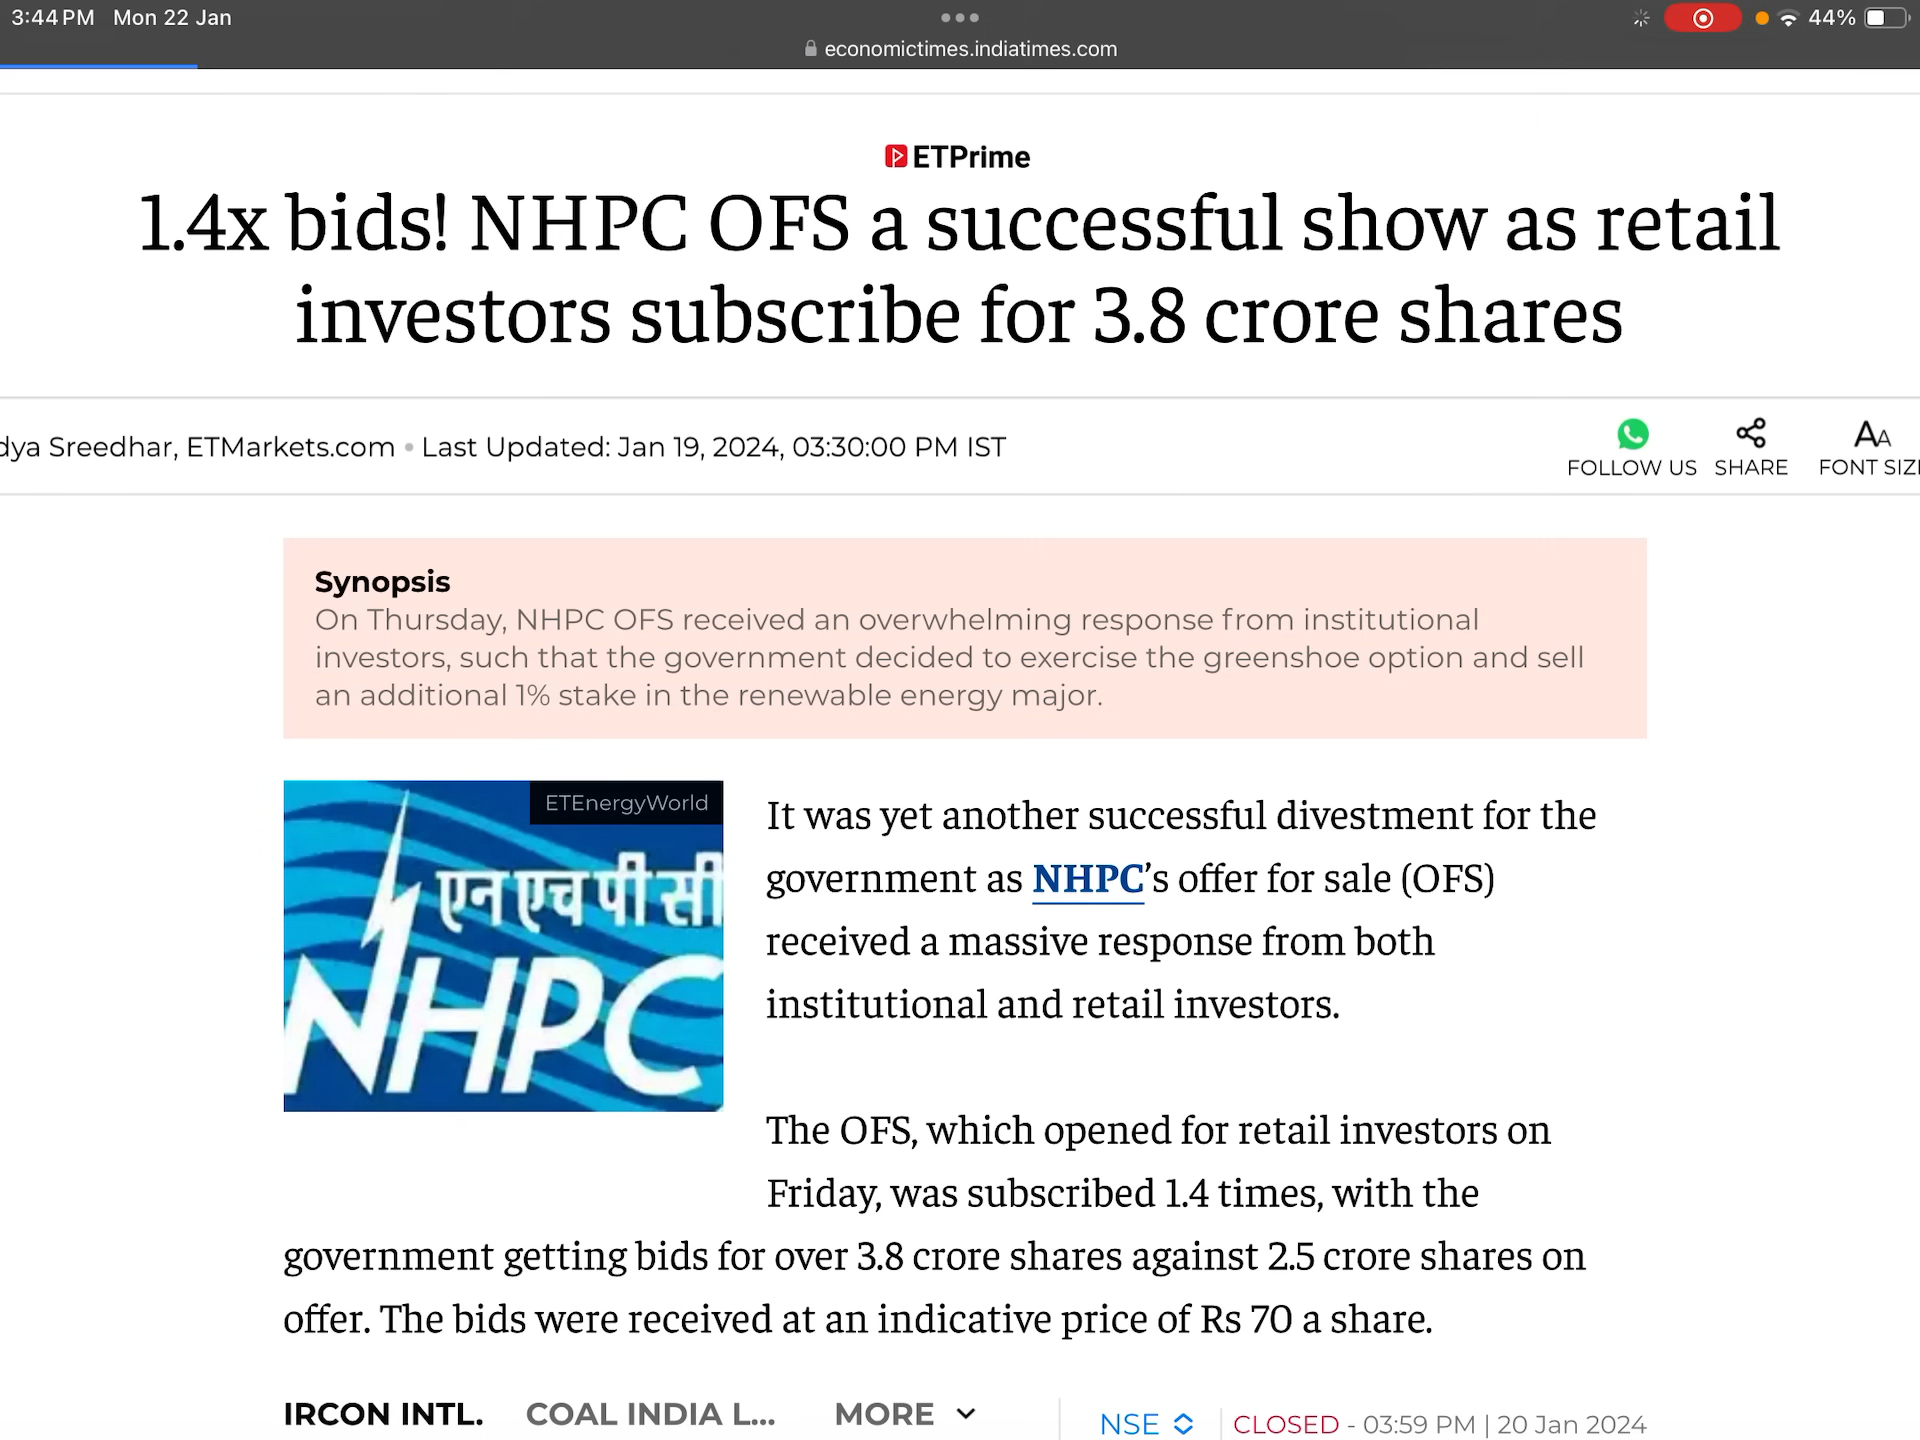 3:44 PM Mon 22 Jan
44%
economictimes.indiatimes.com
ETPrime
1.4x bids! NHPC OFS a successful show as retail
investors subscribe for 3.8 crore shares
dya Sreedhar, ETMarkets.com • Last Updated: Jan 19, 2024, 03:30:00 PM IST
FOLLOW US
SHARE
AA
FONT SIZE
Synopsis
On Thursday, NHPC OFS received an overwhelming response from institutional
investors, such that the government decided to exercise the greenshoe option and sell
an additional 1% stake in the renewable energy major.
ETEnergyWorld
एन एच पी सी
NHPC
It was yet another successful divestment for the
government as NHPC's offer for sale (OFS)
received a massive response from both
institutional and retail investors.
The OFS, which opened for retail investors on
Friday, was subscribed 1.4 times, with the
government getting bids for over 3.8 crore shares against 2.5 crore shares on
offer. The bids were received at an indicative price of Rs 70 a share.
IRCON INTL. COAL INDIA L... MORE
NSE CLOSED - 03:59 PM | 20 Jan 2024